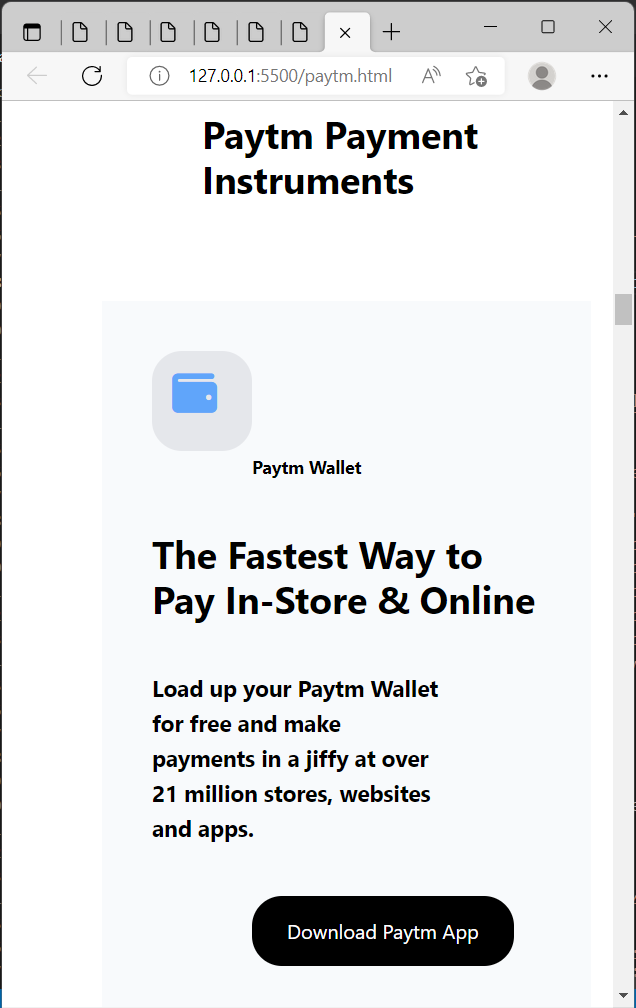 127.0.0.1:5500/paytm.html
Paytm Payment
Instruments
Paytm Wallet
The Fastest Way to
Pay In-Store & Online
Load up your Paytm Wallet
for free and make
payments in a jiffy at over
21 million stores, websites
and apps.
Download Paytm App